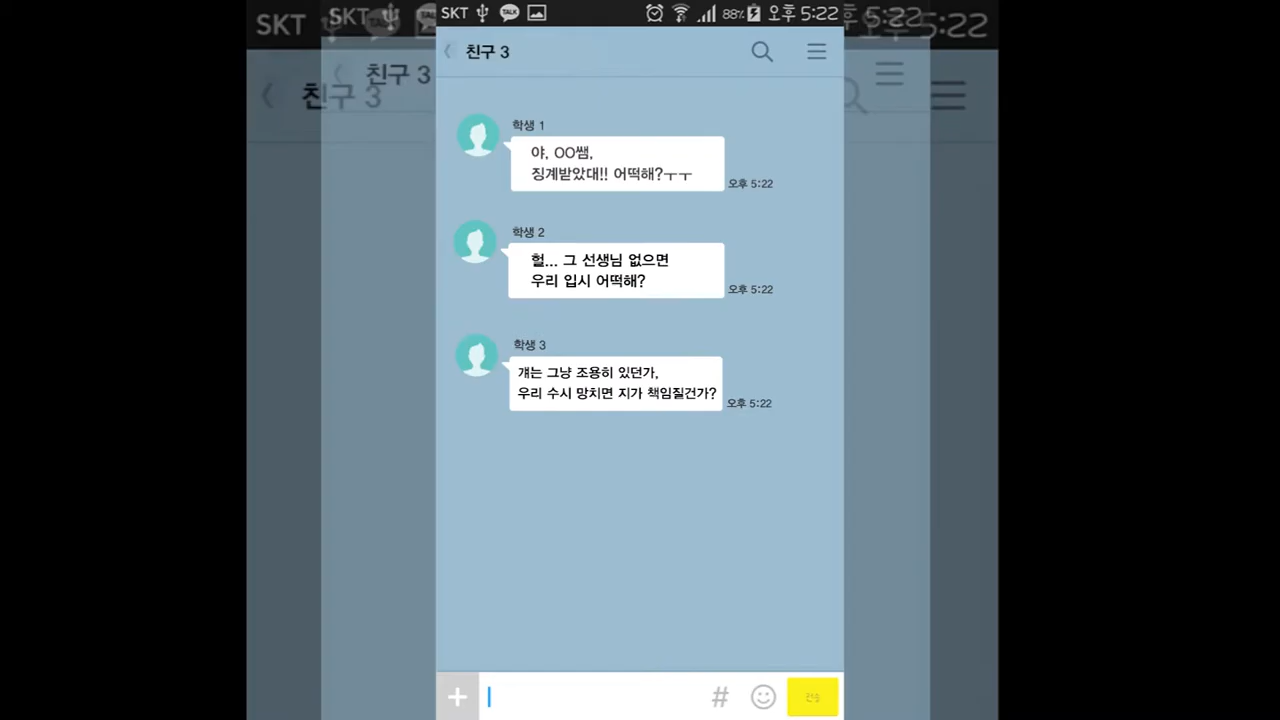 SKT TALK 88% 오후 5:22
친구 3
학생 1
야, OO쌤,
징계받았대!! 어떡해?ㅜㅜ
오후 5:22
학생 2
헐... 그 선생님 없으면
우리 입시 어떡해?
오후 5:22
학생 3
걔는 그냥 조용히 있던가,
우리 수시 망치면 지가 책임질건가?
오후 5:22
+ # 전송